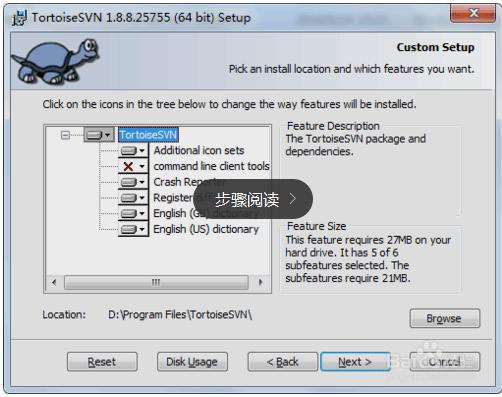 TortoiseSVN 1.8.8.25755 (64 bit) Setup
Custom Setup
Pick an install location and which features you want.
Click on the icons in the tree below to change the way features will be installed.
TortoiseSVN
Additional icon sets
command line client tools
Crash Reporter
Register diff
English (GB) dictionary
English (US) dictionary
步骤阅读
Feature Description
The TortoiseSVN package and
dependencies.
Feature Size
This feature requires 27MB on your
hard drive. It has 5 of 6
subfeatures selected. The
subfeatures require 21MB.
Location: D:\Program Files\TortoiseSVN\
Browse
Reset
Disk Usage
< Back
Next >
Cancel